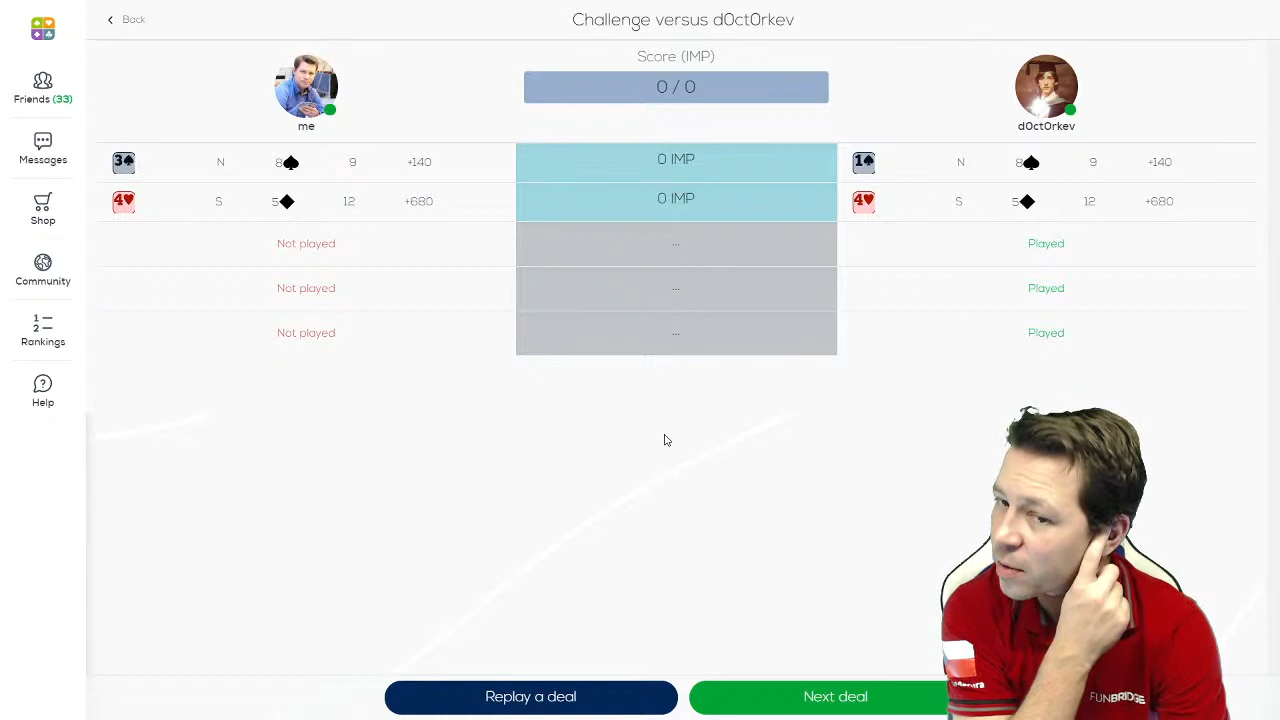 Back
Challenge versus d0ct0rkev
Friends (33)
Messages
Shop
Community
1
2
Rankings
Help
Score (IMP)
0 / 0
me
d0ct0rkev
3♠ N 8♠ 9 +140 0 IMP 1♠ N 8♠ 9 +140
4♥ S 5♦ 12 +680 0 IMP 4♥ S 5♦ 12 +680
Not played ... Played
Not played ... Played
Not played ... Played
Replay a deal
Next deal
FUNBRIDGE